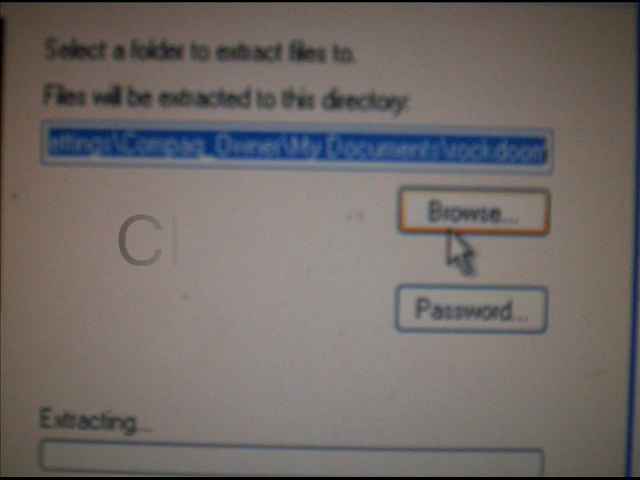 Select a folder to extract files to.
Files will be extracted to this directory:
ettings\Compaq_Owner\My Documents\rockdoom
Browse...
C
Password...
Extracting...